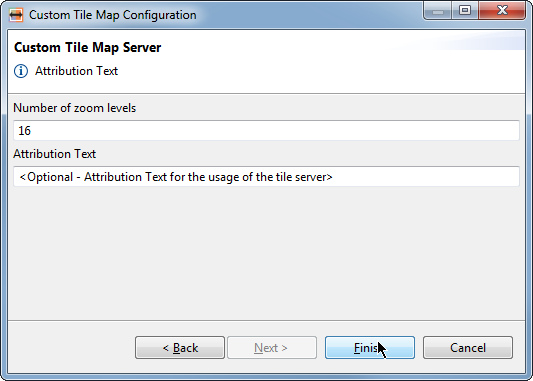 Custom Tile Map Configuration
Custom Tile Map Server
Attribution Text
Number of zoom levels
16
Attribution Text
<Optional - Attribution Text for the usage of the tile server>
< Back Next > Finish Cancel